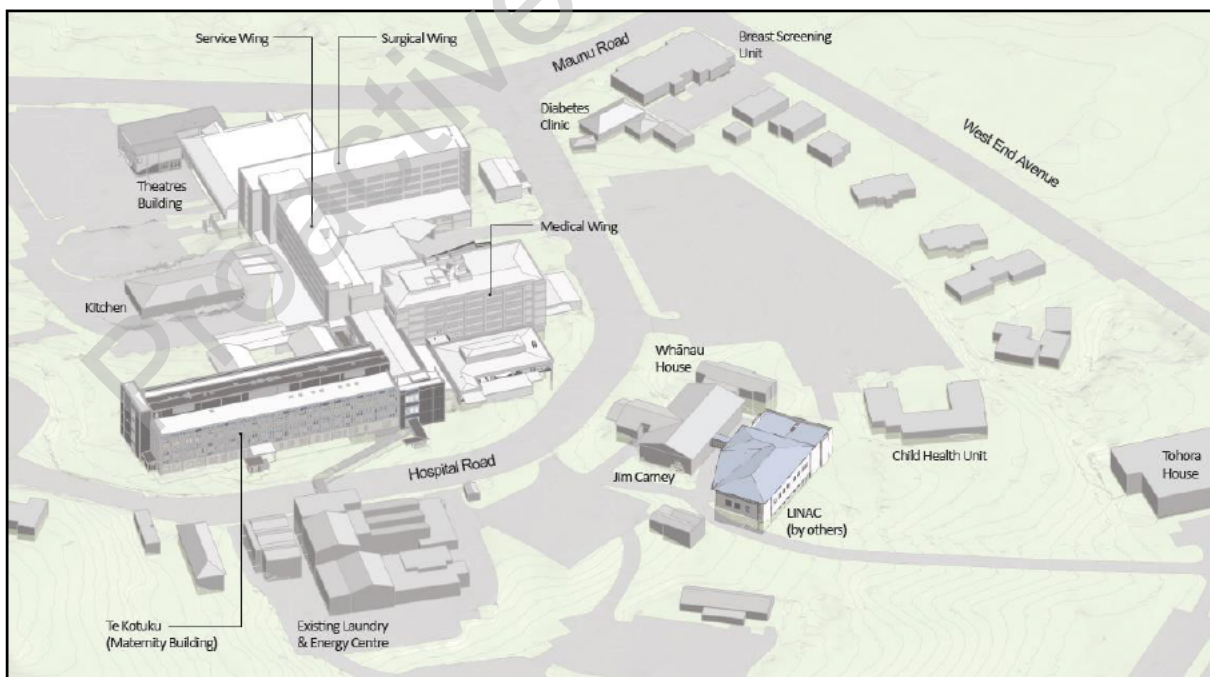 Proactive
Service Wing
Surgical Wing
Maunu Road
Breast Screening
Unit
Diabetes
Clinic
West End Avenue
Theatres
Building
Medical Wing
Kitchen
Whānau
House
Hospital Road
Jim Carney
Child Health Unit
Tohora
House
LINAC
(by others)
Te Kotuku
(Maternity Building)
Existing Laundry
& Energy Centre